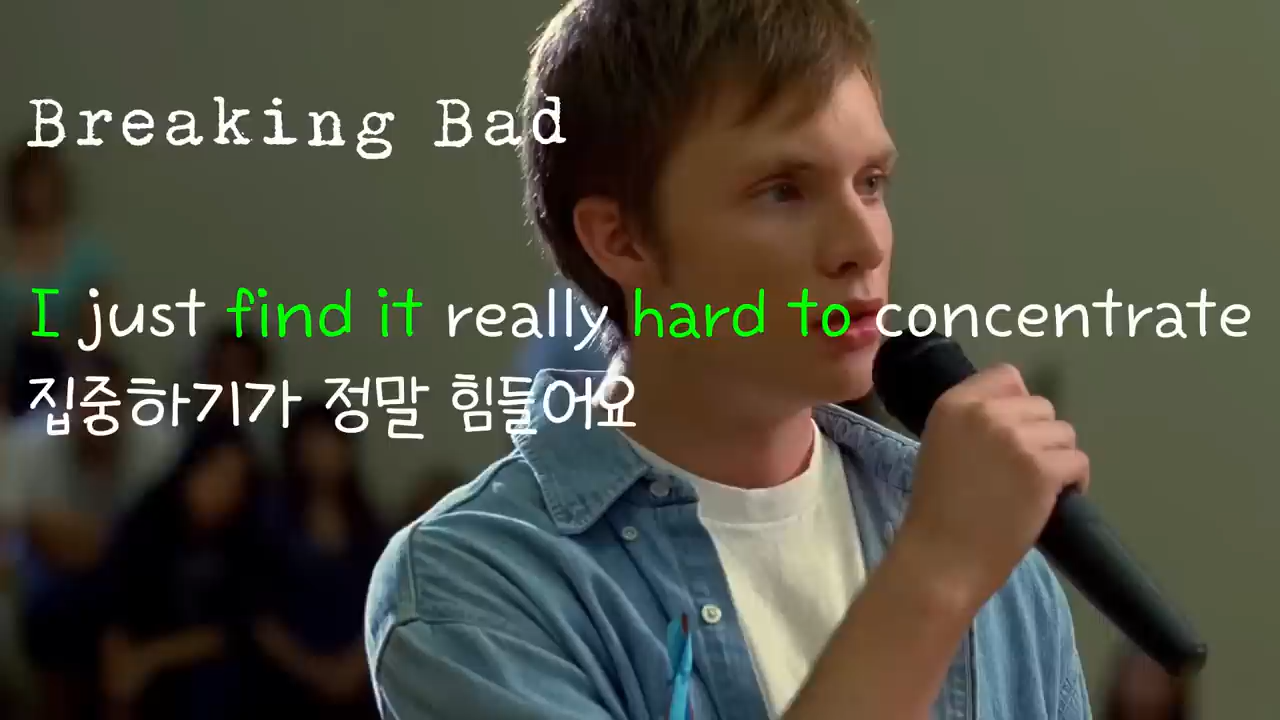 Breaking Bad
I just find it really hard to concentrate
집중하기가 정말 힘들어요